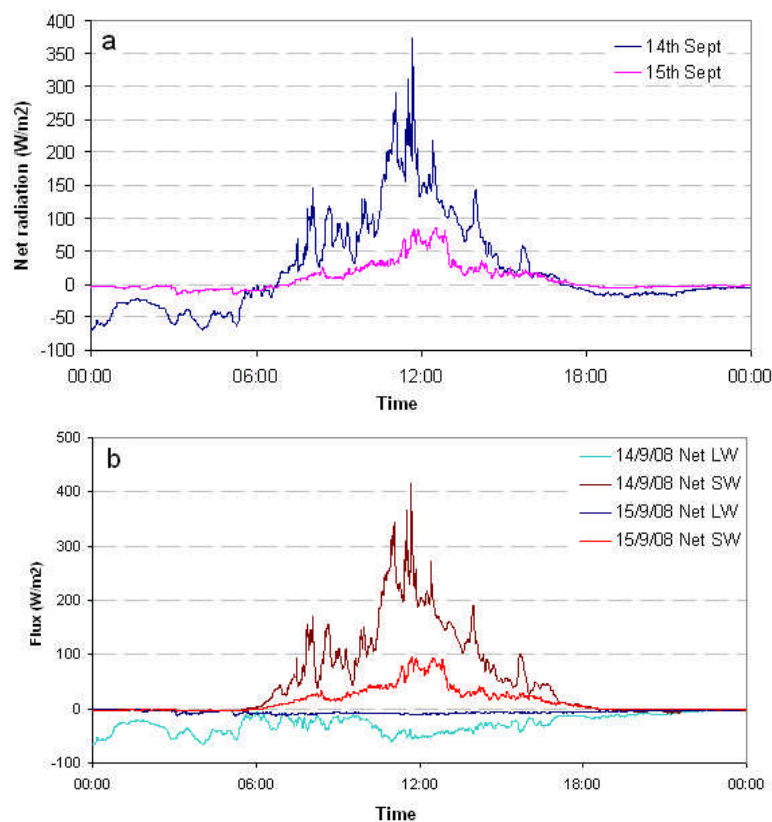 a
14th Sept
15th Sept
Net radiation (W/m2)
400
350
300
250
200
150
100
50
0
-50
-100
00:00 06:00 12:00 18:00 00:00
Time
b
14/9/08 Net LW
14/9/08 Net SW
15/9/08 Net LW
15/9/08 Net SW
Flux (W/m2)
500
400
300
200
100
0
-100
00:00 06:00 12:00 18:00 00:00
Time